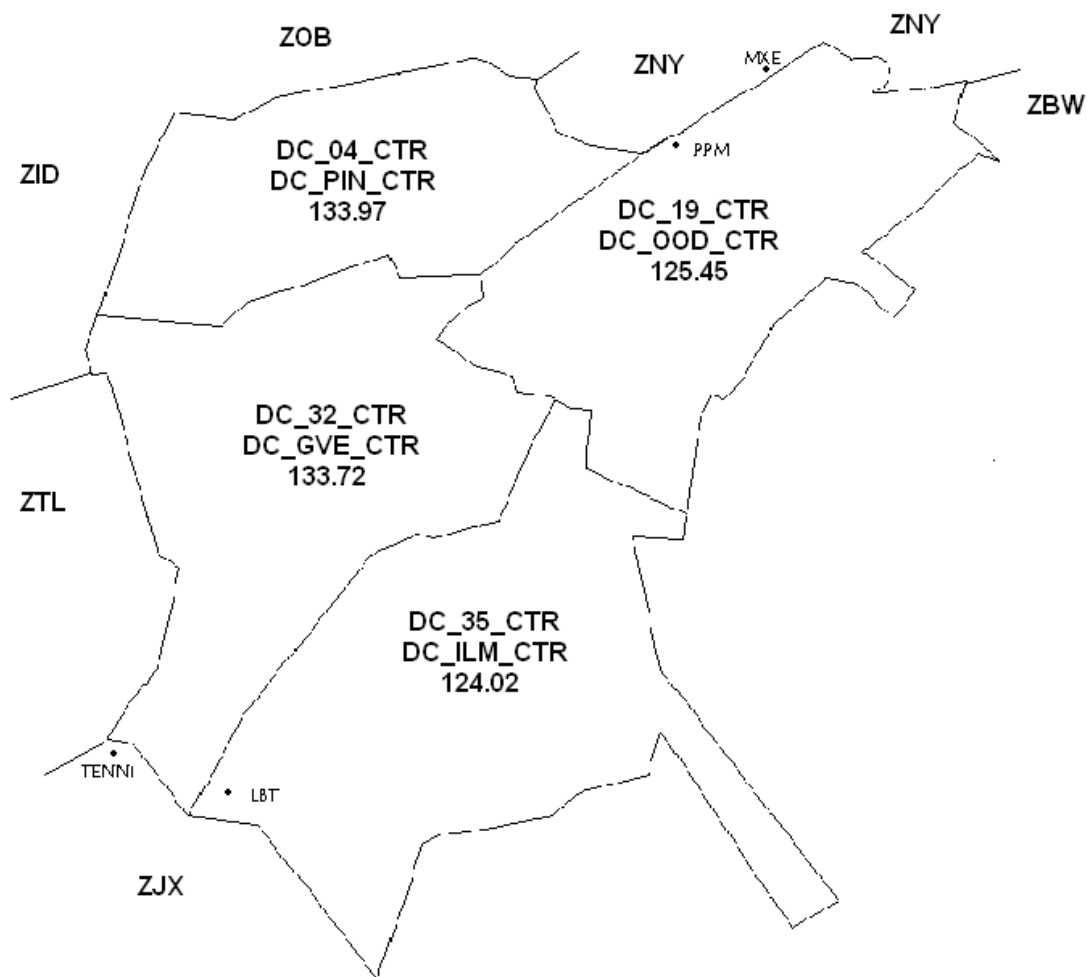 ZOB
ZNY
ZNY
MXE
ZBW
ZID
DC_04_CTR
DC_PIN_CTR
133.97
PPM
DC_19_CTR
DC_OOD_CTR
125.45
DC_32_CTR
DC_GVE_CTR
133.72
ZTL
DC_35_CTR
DC_ILM_CTR
124.02
TENNI
LBT
ZJX